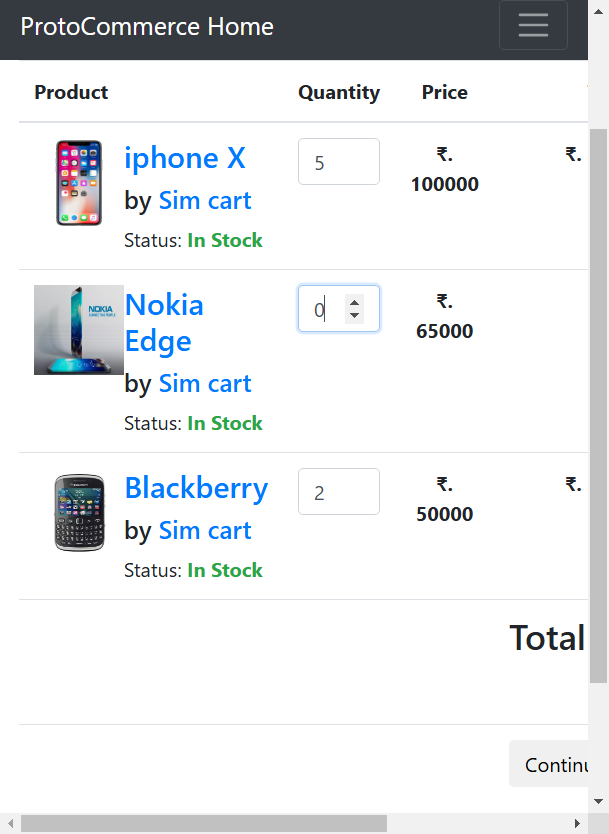 ProtoCommerce Home
Product Quantity Price
iphone X 5 ₹. ₹.
by Sim cart 100000
Status: In Stock
NOKIA
Nokia 0 ₹.
Edge 65000
by Sim cart
Status: In Stock
Blackberry 2 ₹. ₹.
by Sim cart 50000
Status: In Stock
Total
Continu